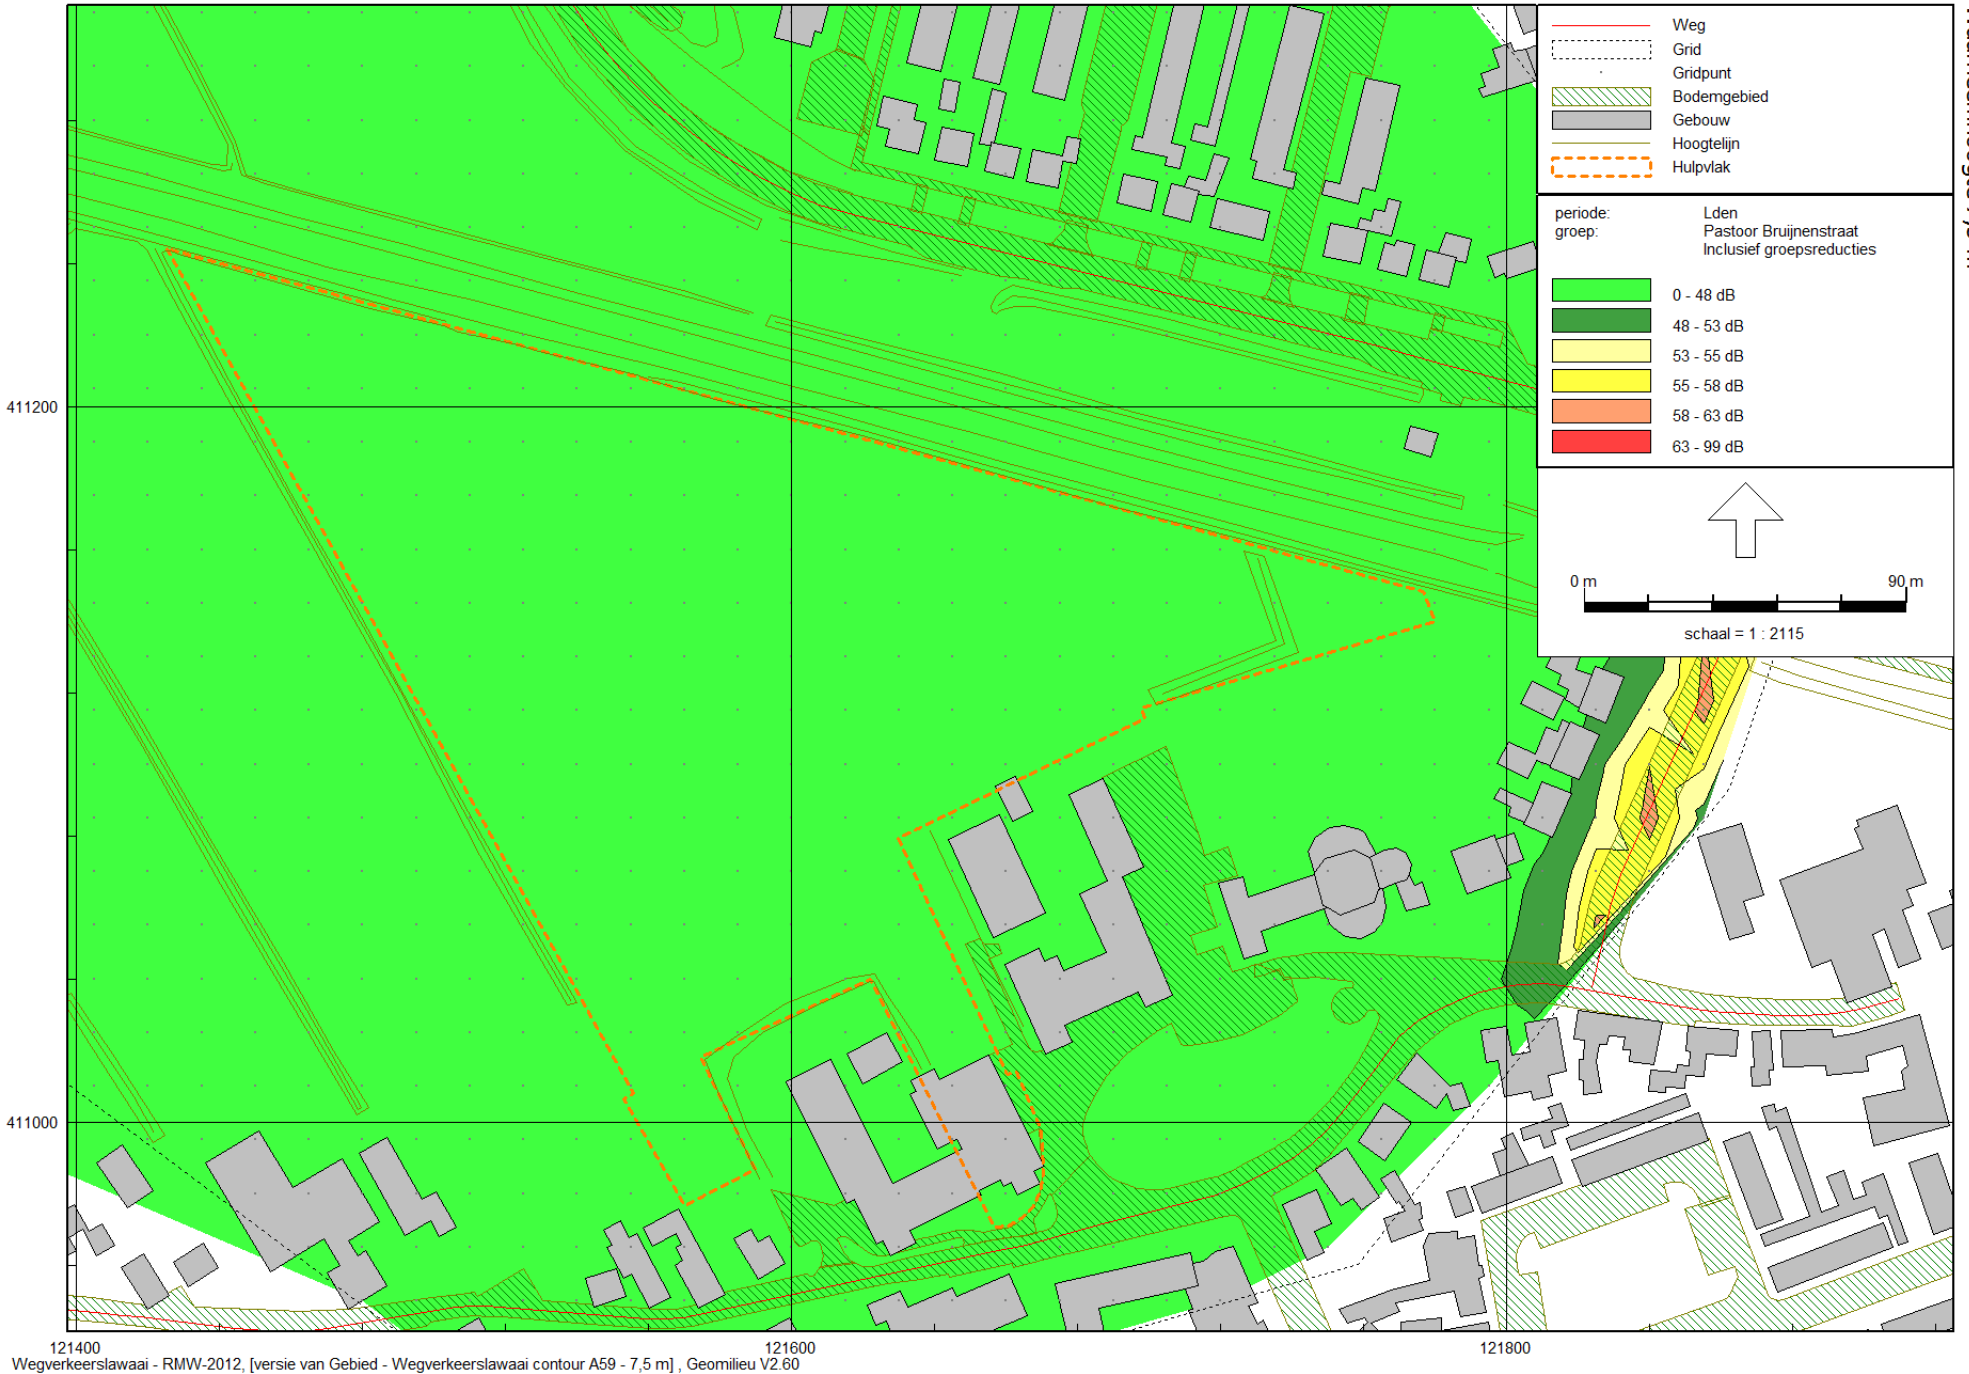 Weg
Grid
Gridpunt
Bodemgebied
Gebouw
Hoogtelijn
Hulpvlak
periode: Lden
groep: Pastoor Bruijnenstraat
Inclusief groepsreducties
0 - 48 dB
48 - 53 dB
53 - 55 dB
55 - 58 dB
58 - 63 dB
63 - 99 dB
411200
0 m 90 m
schaal = 1 : 2115
411000
121400 121600 121800
Wegverkeerslawaai - RMW-2012, [versie van Gebied - Wegverkeerslawaai contour A59 - 7,5 m] , Geomilieu V2.60